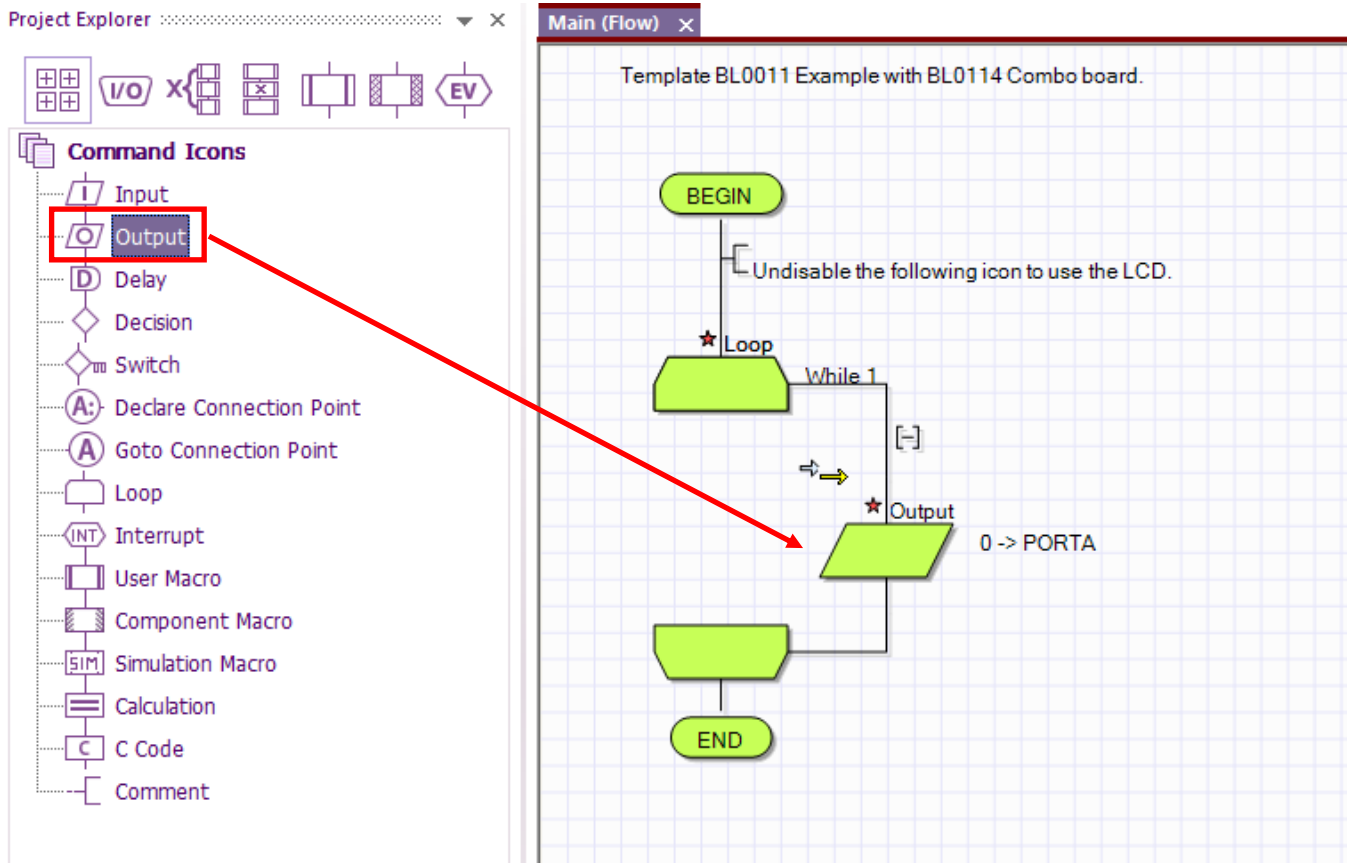 Project Explorer
I/O
X
x
EV
Command Icons
I Input
O Output
D Delay
Decision
Switch
A: Declare Connection Point
A Goto Connection Point
Loop
INT Interrupt
User Macro
Component Macro
SIM Simulation Macro
Calculation
C C Code
Comment
Main (Flow)
Template BL0011 Example with BL0114 Combo board.
BEGIN
Undisable the following icon to use the LCD.
Loop
While 1
Output
0 -> PORTA
END